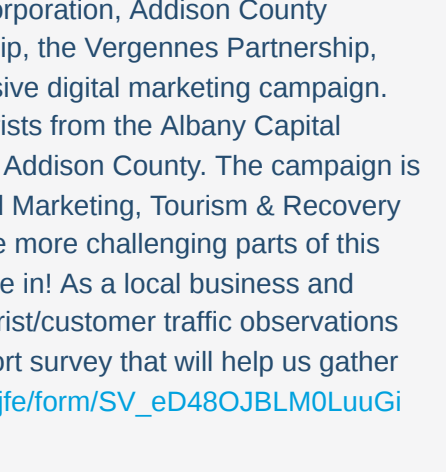 orporation, Addison County
ip, the Vergennes Partnership,
sive digital marketing campaign.
ists from the Albany Capital
Addison County. The campaign is
d Marketing, Tourism & Recovery
e more challenging parts of this
e in! As a local business and
rist/customer traffic observations
ort survey that will help us gather
jfe/form/SV_eD48OJBLM0LuuGi